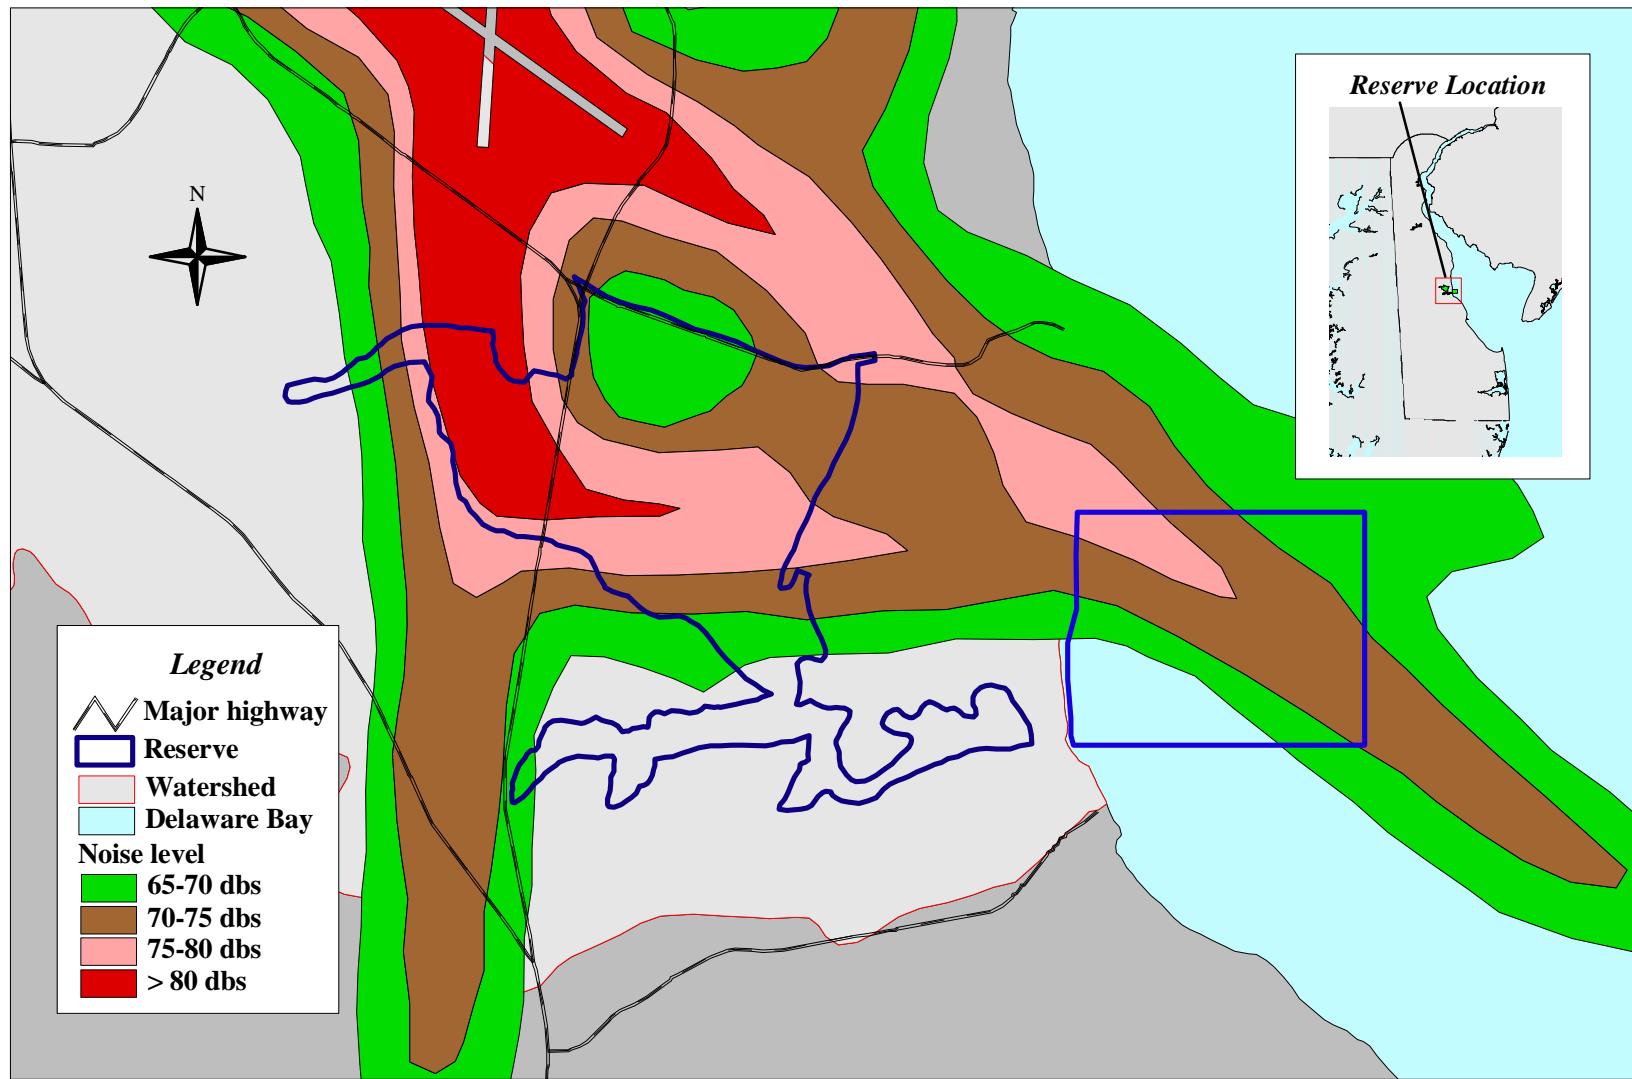 Reserve Location
N
Legend
Major highway
Reserve
Watershed
Delaware Bay
Noise level
65-70 dbs
70-75 dbs
75-80 dbs
> 80 dbs